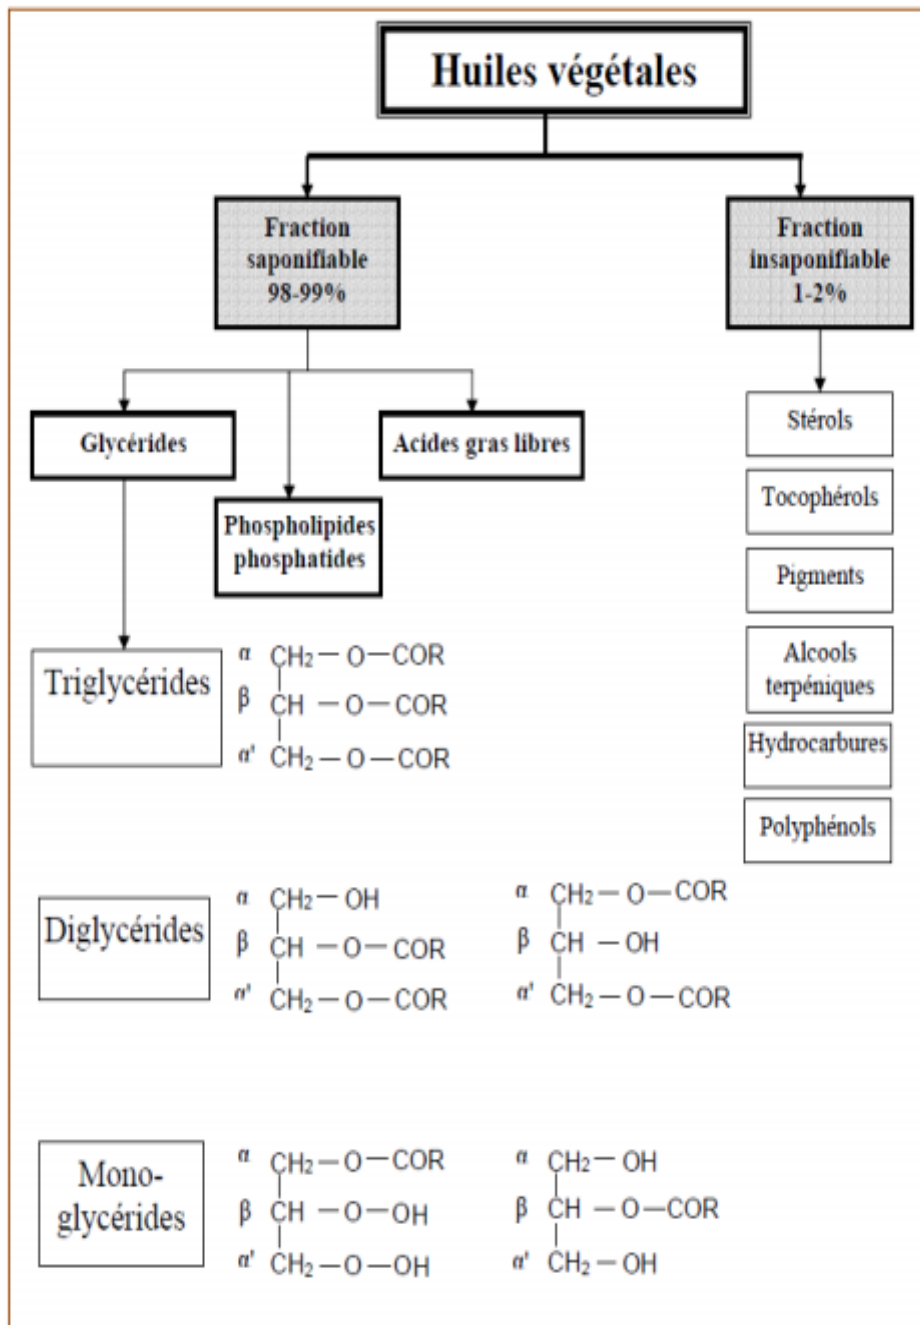 Huiles végétales
Fraction
saponifiable
98-99%
Fraction
insaponifiable
1-2%
Glycérides
Acides gras libres
Phospholipides
phosphatides
Stérols
Tocophérols
Pigments
Alcools
terpéniques
Hydrocarbures
Polyphénols
Triglycérides
α CH₂ — O — COR
β CH — O — COR
α' CH₂ — O — COR
Diglycérides
α CH₂ — OH
β CH — O — COR
α' CH₂ — O — COR
α CH₂ — O — COR
β CH — OH
α' CH₂ — O — COR
Mono-
glycérides
α CH₂ — O — COR
β CH — O — OH
α' CH₂ — O — OH
α CH₂ — OH
β CH — O — COR
α' CH₂ — OH